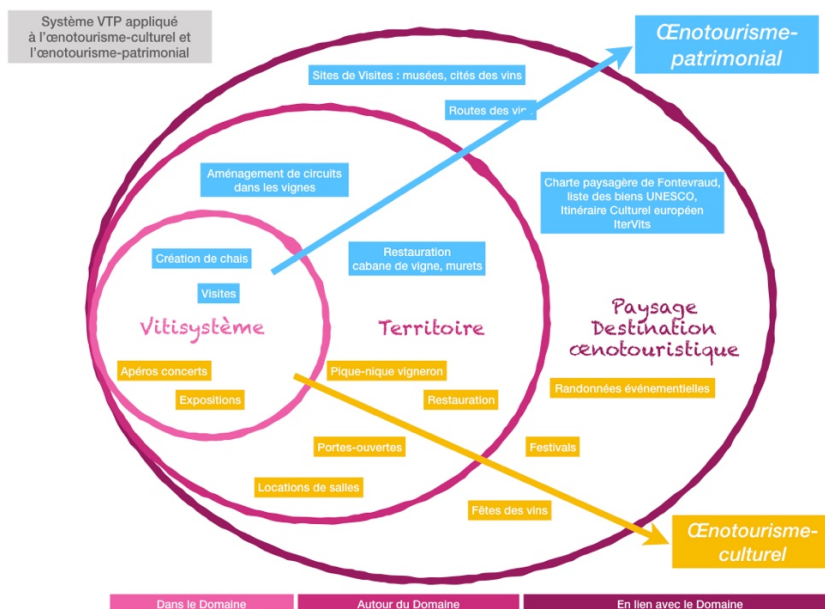 Système VTP appliqué
à l'œnotourisme-culturel et
l'œnotourisme-patrimonial
Œnotourisme-
patrimonial
Sites de Visites : musées, cités des vins
Routes des vins
Aménagement de circuits
dans les vignes
Charte paysagère de Fontevraud,
liste des biens UNESCO,
Itinéraire Culturel européen
IterVits
Création de chais
Restauration
cabane de vigne, murets
Visites
Vitisystème
Territoire
Paysage
Destination
œnotouristique
Apéros concerts
Pique-nique vigneron
Randonnées événementielles
Expositions
Restauration
Portes-ouvertes
Festivals
Locations de salles
Fêtes des vins
Œnotourisme-
culturel
Dans le Domaine
Autour du Domaine
En lien avec le Domaine